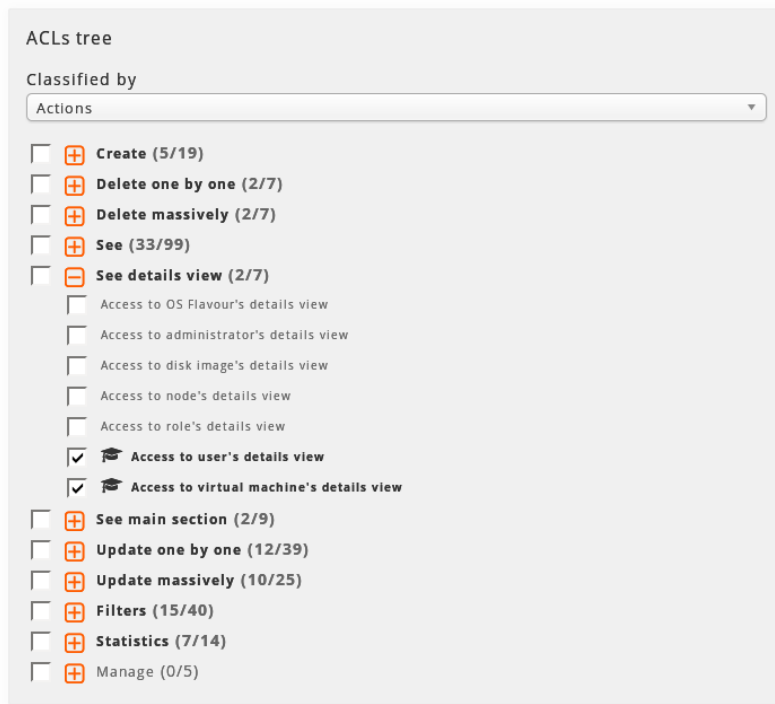 ACLs tree
Classified by
Actions
Create (5/19)
Delete one by one (2/7)
Delete massively (2/7)
See (33/99)
See details view (2/7)
Access to OS Flavour's details view
Access to administrator's details view
Access to disk image's details view
Access to node's details view
Access to role's details view
Access to user's details view
Access to virtual machine's details view
See main section (2/9)
Update one by one (12/39)
Update massively (10/25)
Filters (15/40)
Statistics (7/14)
Manage (0/5)